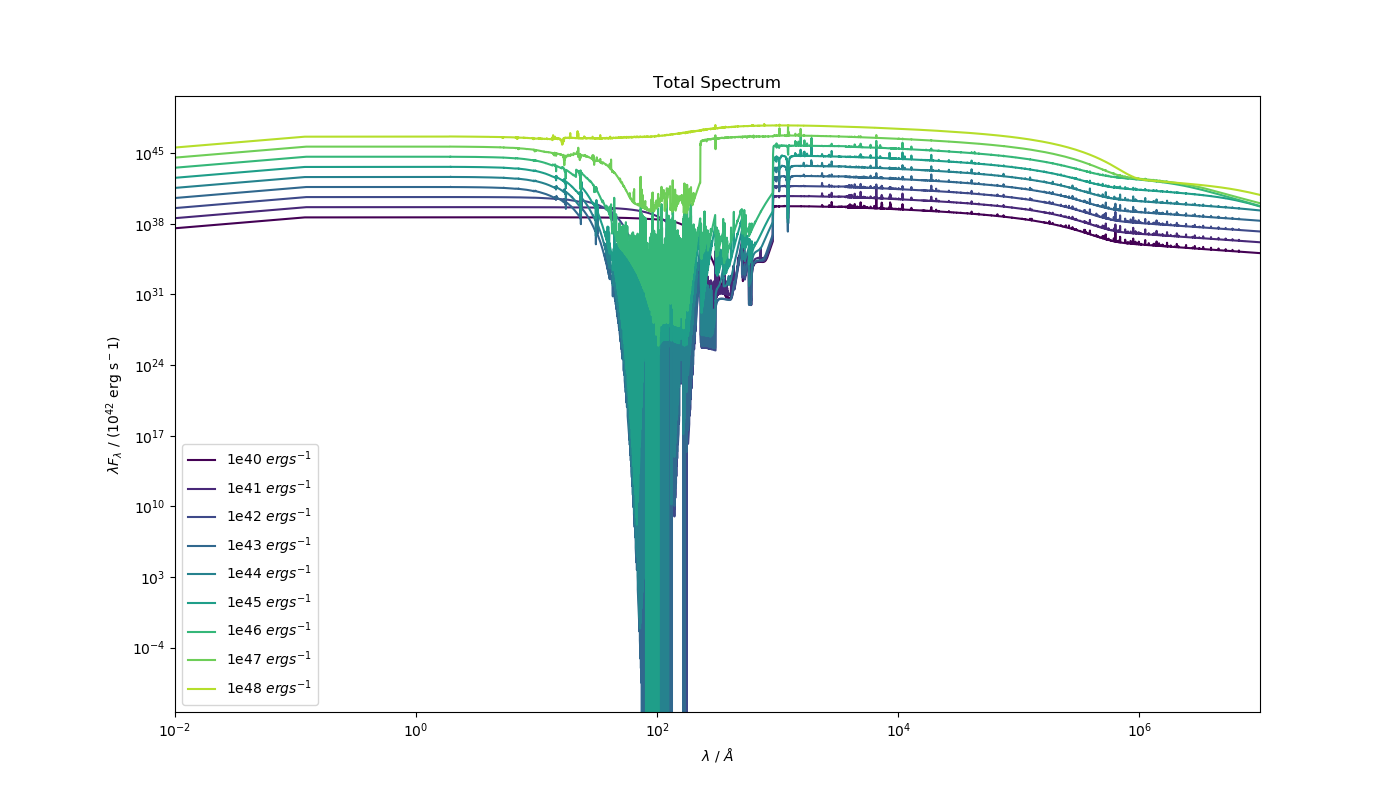 Total Spectrum
λF_λ / (10^42 erg s^−1)
10^45
10^38
10^31
10^24
10^17
10^10
10^3
10^−4
1e40 ergs^−1
1e41 ergs^−1
1e42 ergs^−1
1e43 ergs^−1
1e44 ergs^−1
1e45 ergs^−1
1e46 ergs^−1
1e47 ergs^−1
1e48 ergs^−1
10^−2 10^0 10^2 10^4 10^6
λ / Å